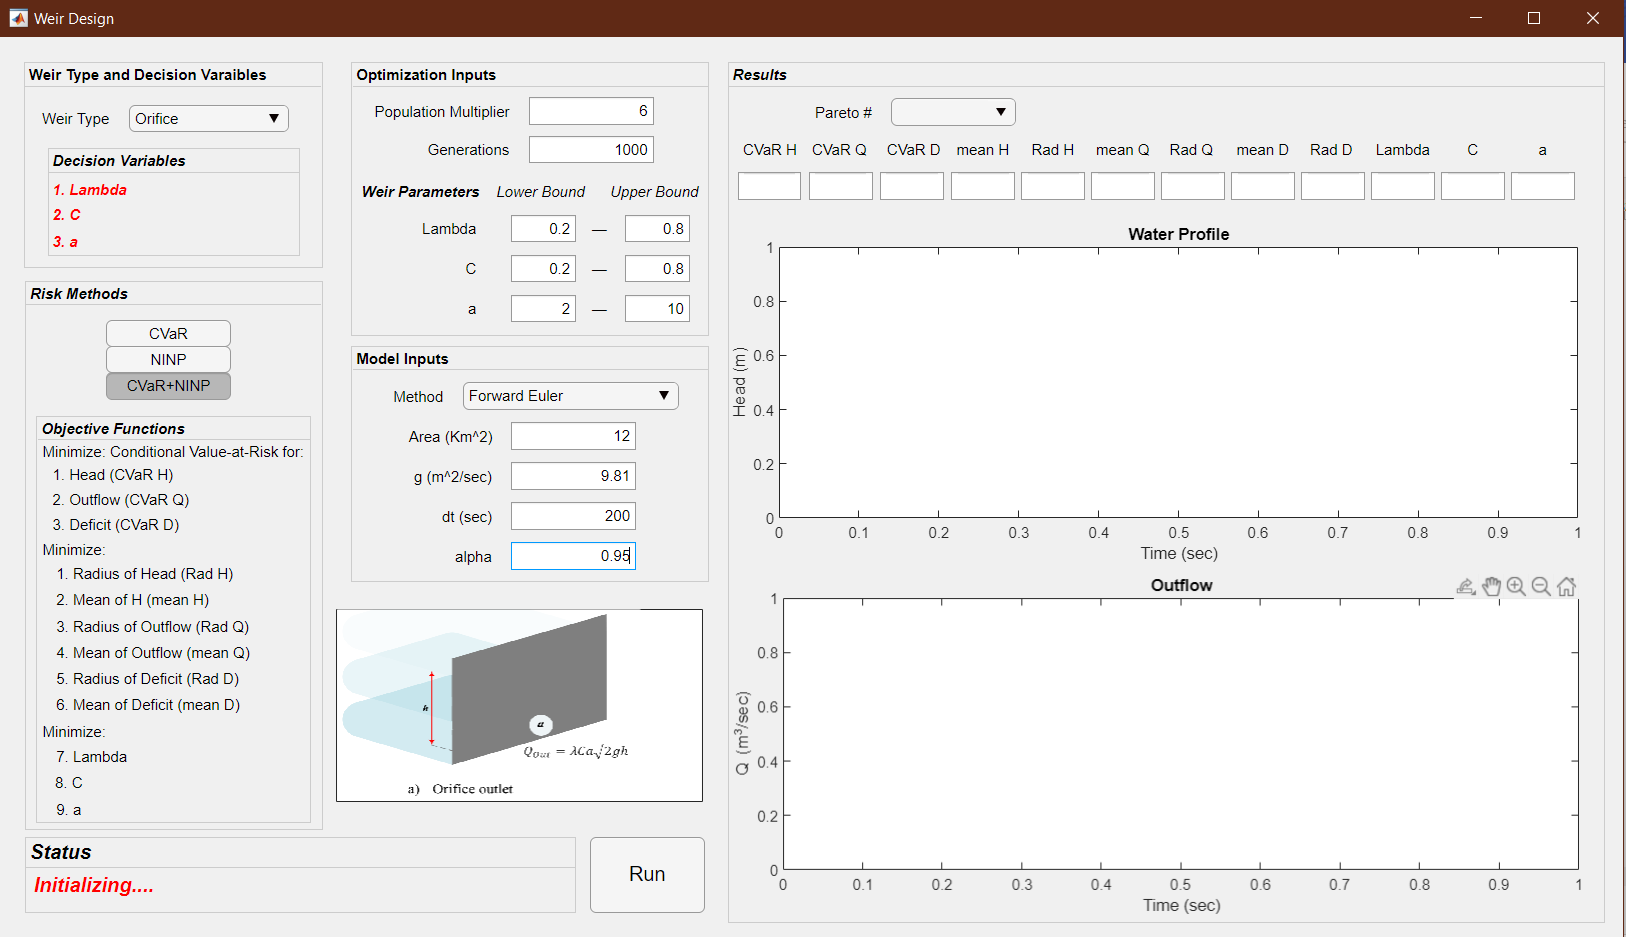 Weir Design
Weir Type and Decision Varaibles
Weir Type
Orifice
Decision Variables
1. Lambda
2. C
3. a
Risk Methods
CVaR
NINP
CVaR+NINP
Objective Functions
Minimize: Conditional Value-at-Risk for:
1. Head (CVaR H)
2. Outflow (CVaR Q)
3. Deficit (CVaR D)
Minimize:
1. Radius of Head (Rad H)
2. Mean of H (mean H)
3. Radius of Outflow (Rad Q)
4. Mean of Outflow (mean Q)
5. Radius of Deficit (Rad D)
6. Mean of Deficit (mean D)
Minimize:
7. Lambda
8. C
9. a
Status
Initializing....
Optimization Inputs
Population Multiplier 6
Generations 1000
Weir Parameters Lower Bound Upper Bound
Lambda 0.2 — 0.8
C 0.2 — 0.8
a 2 — 10
Model Inputs
Method Forward Euler
Area (Km^2) 12
g (m^2/sec) 9.81
dt (sec) 200
alpha 0.95
h
a
Q_Out = λCa√2gh
a) Orifice outlet
Run
Results
Pareto #
CVaR H CVaR Q CVaR D mean H Rad H mean Q Rad Q mean D Rad D Lambda C a
Water Profile
1
0.8
0.6
0.4
0.2
0
Head (m)
0 0.1 0.2 0.3 0.4 0.5 0.6 0.7 0.8 0.9 1
Time (sec)
Outflow
1
0.8
0.6
0.4
0.2
0
Q (m³/sec)
0 0.1 0.2 0.3 0.4 0.5 0.6 0.7 0.8 0.9 1
Time (sec)